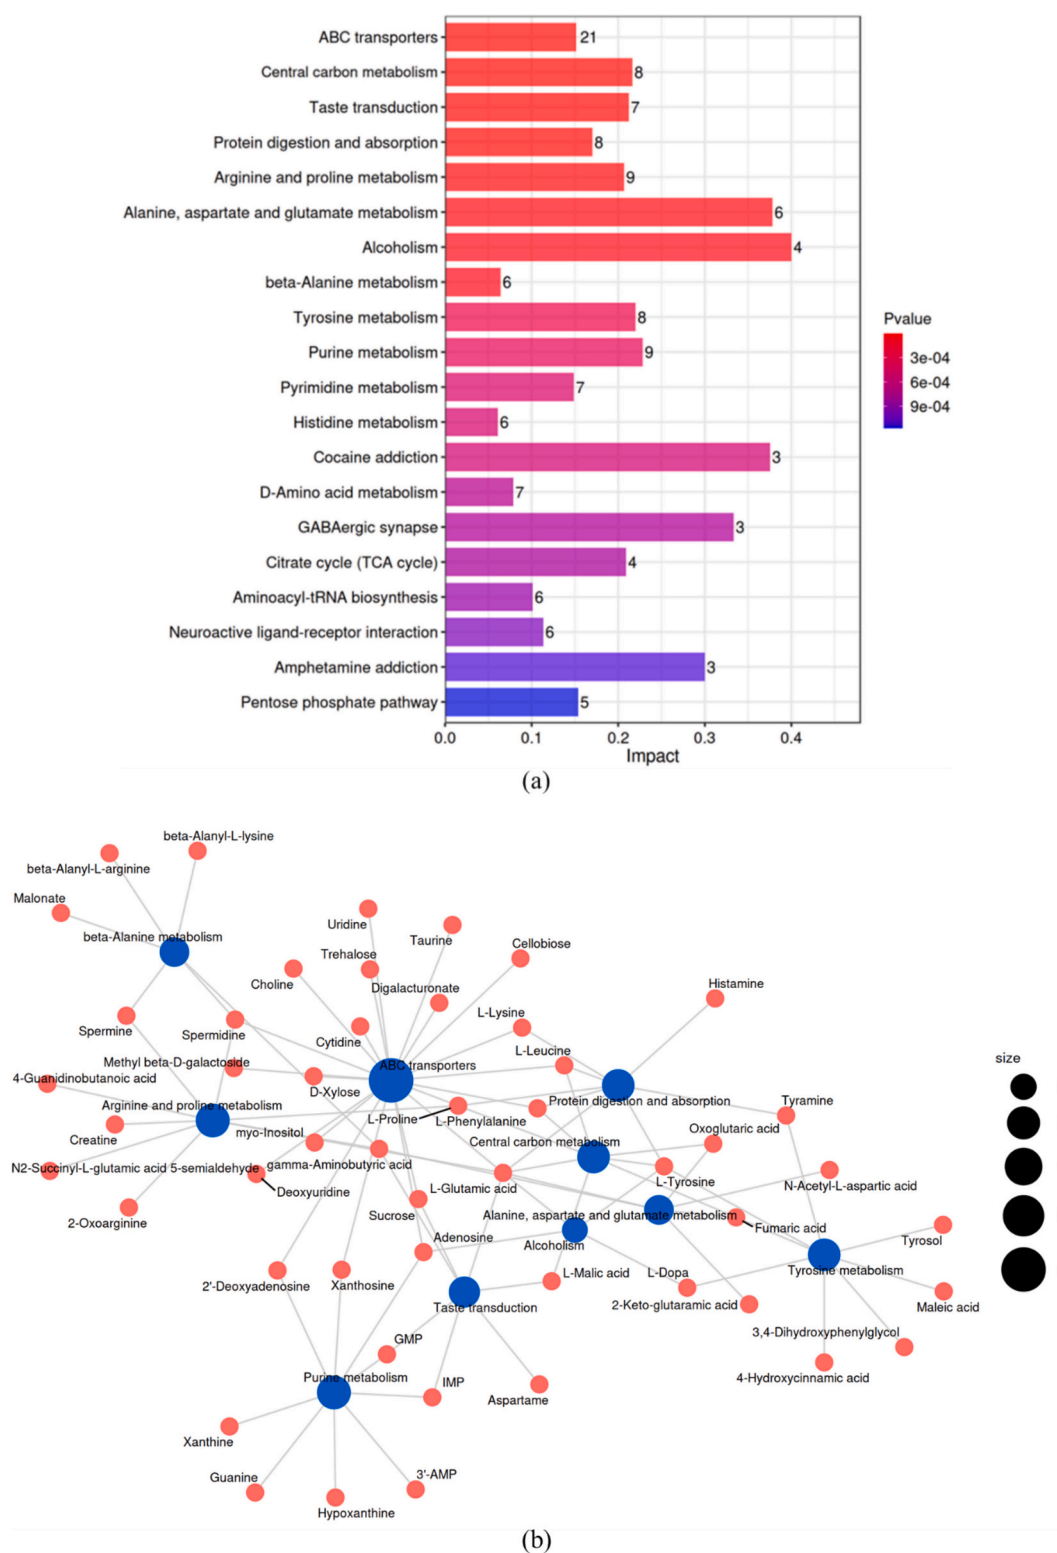 ABC transporters 21
Central carbon metabolism 8
Taste transduction 7
Protein digestion and absorption 8
Arginine and proline metabolism 9
Alanine, aspartate and glutamate metabolism 6
Alcoholism 4
beta-Alanine metabolism 6
Tyrosine metabolism 8
Purine metabolism 9
Pyrimidine metabolism 7
Histidine metabolism 6
Cocaine addiction 3
D-Amino acid metabolism 7
GABAergic synapse 3
Citrate cycle (TCA cycle) 4
Aminoacyl-tRNA biosynthesis 6
Neuroactive ligand-receptor interaction 6
Amphetamine addiction 3
Pentose phosphate pathway 5
0.0 0.1 0.2 0.3 0.4
Impact
Pvalue
3e-04
6e-04
9e-04
(a)
beta-Alanyl-L-lysine
beta-Alanyl-L-arginine
Malonate
beta-Alanine metabolism
Uridine
Taurine
Cellobiose
Trehalose
Choline
Digalacturonate
Histamine
L-Lysine
Spermine
Spermidine
Cytidine
L-Leucine
size
Methyl beta-D-galactoside
ABC transporters
4-Guanidinobutanoic acid
D-Xylose
Protein digestion and absorption
Tyramine
Arginine and proline metabolism
L-Proline
L-Phenylalanine
Oxoglutaric acid
Creatine
myo-Inositol
Central carbon metabolism
N2-Succinyl-L-glutamic acid 5-semialdehyde
gamma-Aminobutyric acid
L-Tyrosine
N-Acetyl-L-aspartic acid
Deoxyuridine
L-Glutamic acid
2-Oxoarginine
Sucrose
Alanine, aspartate and glutamate metabolism
Fumaric acid
Adenosine
Alcoholism
Tyrosol
2'-Deoxyadenosine
Xanthosine
L-Malic acid
L-Dopa
Tyrosine metabolism
Taste transduction
2-Keto-glutaramic acid
Maleic acid
GMP
3,4-Dihydroxyphenylglycol
Purine metabolism
IMP
Aspartame
4-Hydroxycinnamic acid
Xanthine
Guanine
3'-AMP
Hypoxanthine
(b)